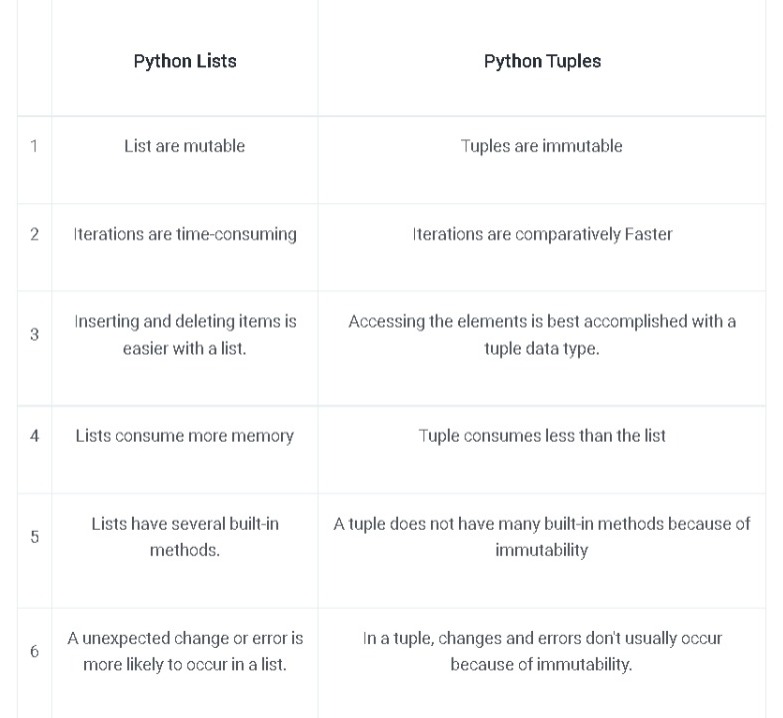 Python Lists Python Tuples
1 List are mutable Tuples are immutable
2 Iterations are time-consuming Iterations are comparatively Faster
3 Inserting and deleting items is easier with a list. Accessing the elements is best accomplished with a tuple data type.
4 Lists consume more memory Tuple consumes less than the list
5 Lists have several built-in methods. A tuple does not have many built-in methods because of immutability
6 A unexpected change or error is more likely to occur in a list. In a tuple, changes and errors don't usually occur because of immutability.